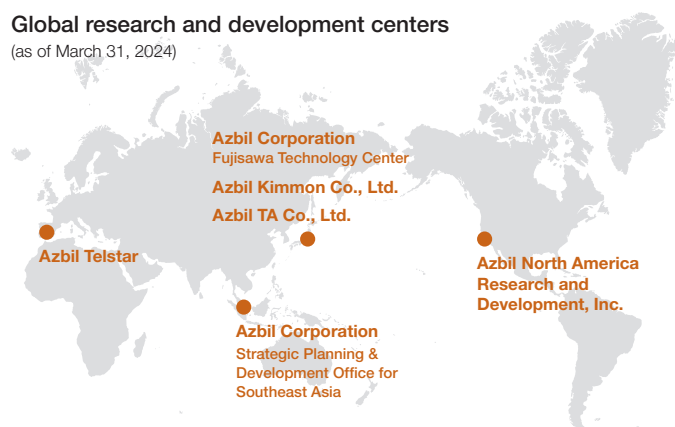 Global research and development centers
(as of March 31, 2024)
Azbil Corporation
Fujisawa Technology Center
Azbil Kimmon Co., Ltd.
Azbil TA Co., Ltd.
Azbil Telstar
Azbil North America
Research and
Development, Inc.
Azbil Corporation
Strategic Planning &
Development Office for
Southeast Asia